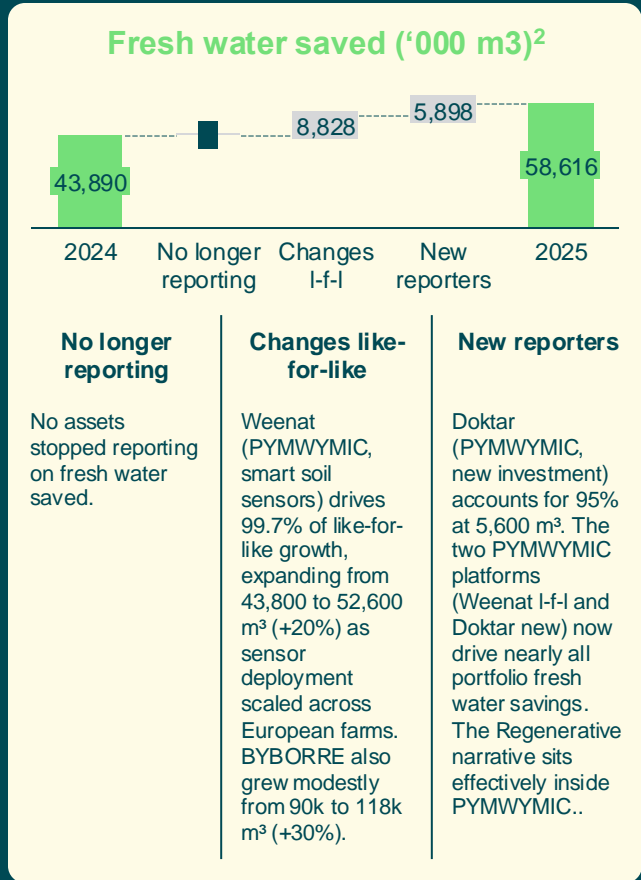 Fresh water saved (‘000 m3)2
43,890
8,828
5,898
58,616
2024
No longer reporting
Changes l-f-l
New reporters
2025
No longer
reporting
No assets
stopped reporting
on fresh water
saved.
Changes like-
for-like
Weenat
(PYMWYMIC,
smart soil
sensors) drives
99.7% of like-for-
like growth,
expanding from
43,800 to 52,600
m³ (+20%) as
sensor
deployment
scaled across
European farms.
BYBORRE also
grew modestly
from 90k to 118k
m³ (+30%).
New reporters
Doktar
(PYMWYMIC,
new investment)
accounts for 95%
at 5,600 m³. The
two PYMWYMIC
platforms
(Weenat l-f-l and
Doktar new) now
drive nearly all
portfolio fresh
water savings.
The Regenerative
narrative sits
effectively inside
PYMWYMIC..